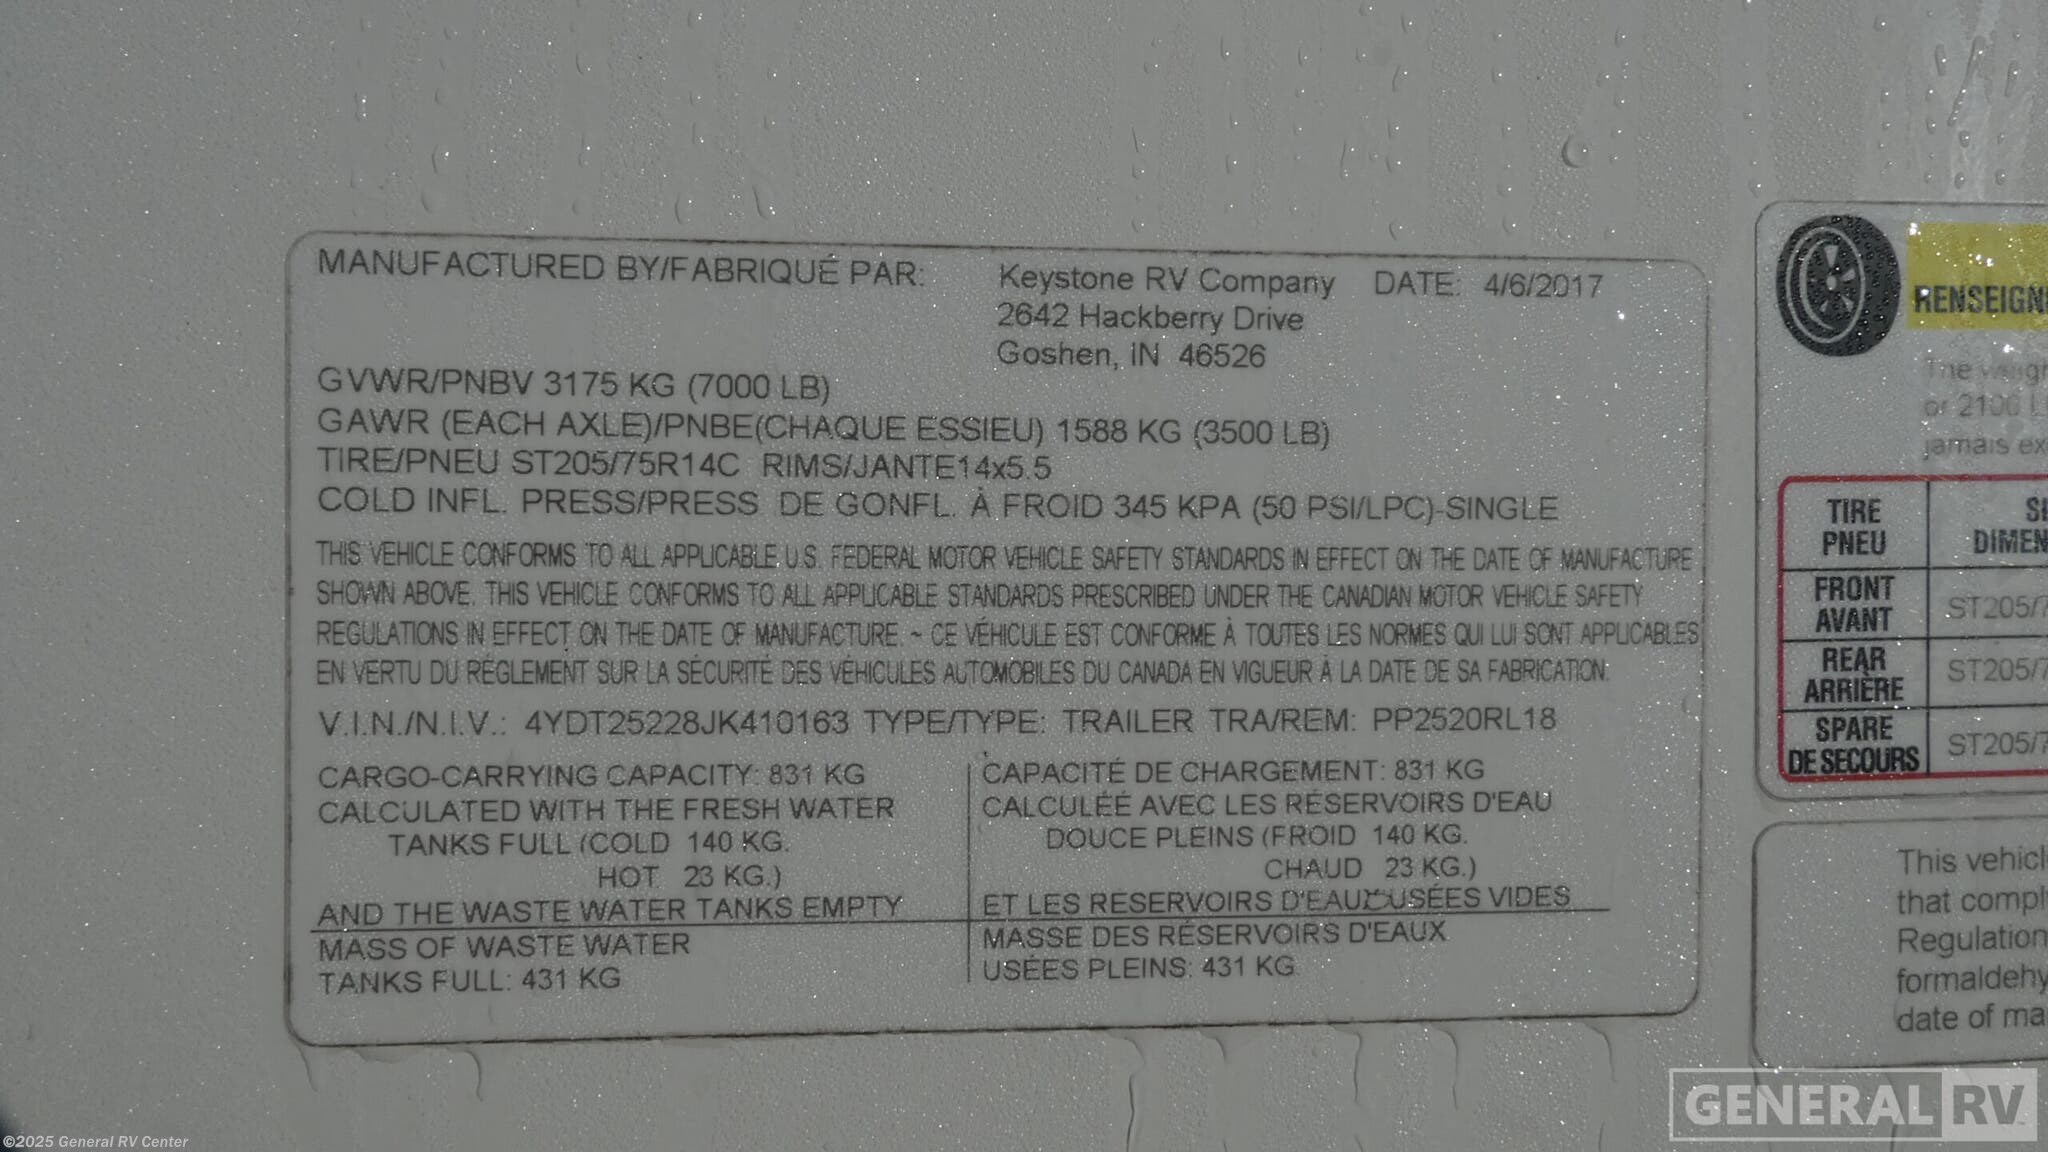 MANUFACTURED BY/FABRIQUÉ PAR: Keystone RV Company DATE: 4/6/2017
2642 Hackberry Drive
Goshen, IN 46526
GVWR/PNBV 3175 KG (7000 LB)
GAWR (EACH AXLE)/PNBE(CHAQUE ESSIEU) 1588 KG (3500 LB)
TIRE/PNEU ST205/75R14C RIMS/JANTE14x5.5
COLD INFL. PRESS/PRESS DE GONFL. À FROID 345 KPA (50 PSI/LPC)-SINGLE
THIS VEHICLE CONFORMS TO ALL APPLICABLE U.S. FEDERAL MOTOR VEHICLE SAFETY STANDARDS IN EFFECT ON THE DATE OF MANUFACTURE
SHOWN ABOVE. THIS VEHICLE CONFORMS TO ALL APPLICABLE STANDARDS PRESCRIBED UNDER THE CANADIAN MOTOR VEHICLE SAFETY
REGULATIONS IN EFFECT ON THE DATE OF MANUFACTURE. ~ CE VÉHICULE EST CONFORME À TOUTES LES NORMES QUI LUI SONT APPLICABLES
EN VERTU DU RÉGLEMENT SUR LA SÉCURITÉ DES VÉHICULES AUTOMOBILES DU CANADA EN VIGUEUR À LA DATE DE SA FABRICATION.
V.I.N./N.I.V.: 4YDT25228JK410163 TYPE/TYPE: TRAILER TRA/REM: PP2520RL18
CARGO-CARRYING CAPACITY: 831 KG
CALCULATED WITH THE FRESH WATER
TANKS FULL (COLD 140 KG.
HOT 23 KG.)
AND THE WASTE WATER TANKS EMPTY
MASS OF WASTE WATER
TANKS FULL: 431 KG
CAPACITÉ DE CHARGEMENT: 831 KG
CALCULÉÉ AVEC LES RÉSERVOIRS D'EAU
DOUCE PLEINS (FROID 140 KG.
CHAUD 23 KG.)
ET LES RESERVOIRS D'EAUX USÉES VIDES
MASSE DES RÉSERVOIRS D'EAUX
USÉES PLEINS: 431 KG
RENSEIGN
The weigh
or 2100 L
jamais ex
TIRE
PNEU
SI
DIMEN
FRONT
AVANT
ST205/7
REAR
ARRIÈRE
ST205/7
SPARE
DE SECOURS
ST205/7
This vehicl
that compl
Regulation
formaldehy
date of ma
GENERAL RV
©2025 General RV Center